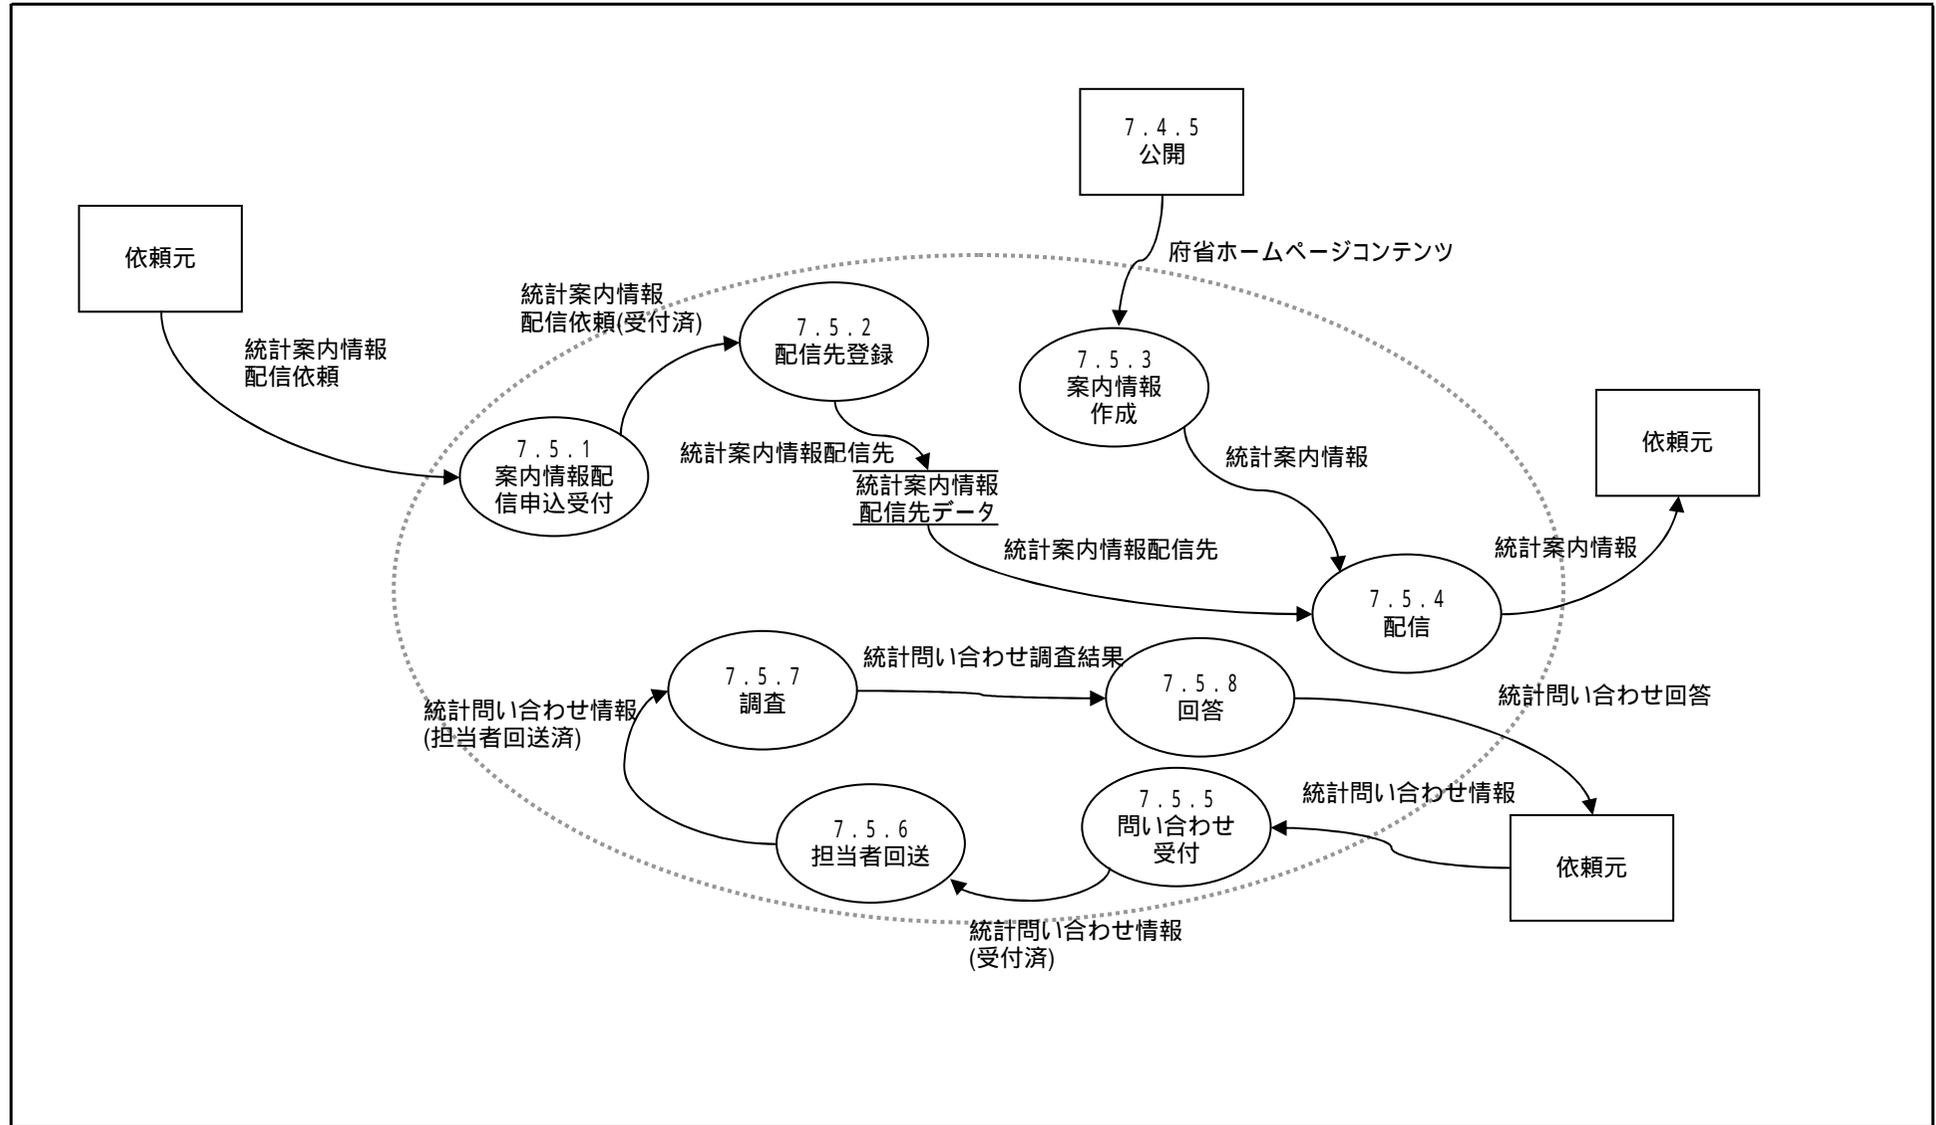 7.4.5
公開
依頼元
府省ホームページコンテンツ
統計案内情報
配信依頼(受付済)
7.5.2
配信先登録
統計案内情報
配信依頼
7.5.3
案内情報
作成
依頼元
7.5.1
案内情報配
信申込受付
統計案内情報配信先
統計案内情報
統計案内情報
配信先データ
統計案内情報配信先
統計案内情報
7.5.4
配信
7.5.7
調査
統計問い合わせ調査結果
7.5.8
回答
統計問い合わせ回答
統計問い合わせ情報
(担当者回送済)
7.5.5
問い合わせ
受付
統計問い合わせ情報
7.5.6
担当者回送
依頼元
統計問い合わせ情報
(受付済)